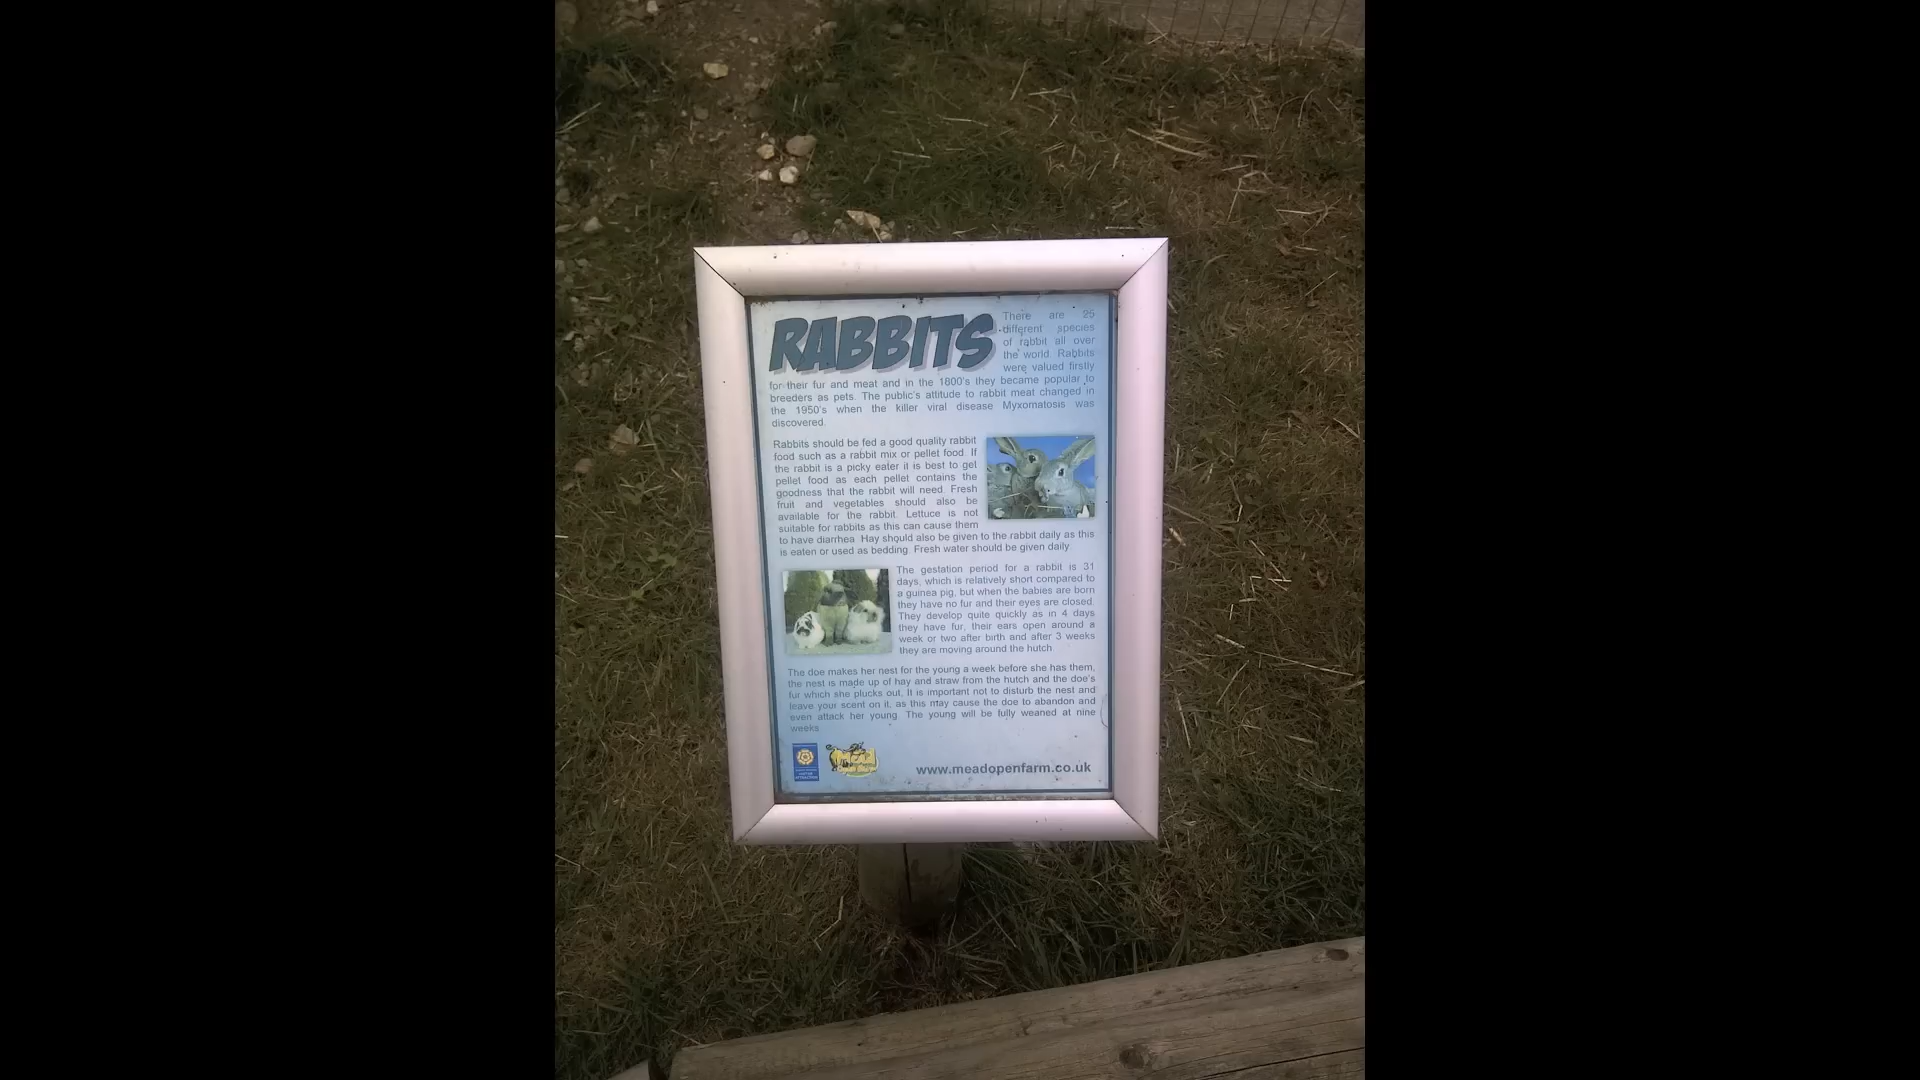 RABBITS
There are 25
different species
of rabbit all over
the world. Rabbits
were valued firstly
for their fur and meat and in the 1800's they became popular to
breeders as pets. The public's attitude to rabbit meat changed in
the 1950's when the killer viral disease Myxomatosis was
discovered.
Rabbits should be fed a good quality rabbit
food such as a rabbit mix or pellet food. If
the rabbit is a picky eater it is best to get
pellet food as each pellet contains the
goodness that the rabbit will need. Fresh
fruit and vegetables should also be
available for the rabbit. Lettuce is not
suitable for rabbits as this can cause them
to have diarrhea. Hay should also be given to the rabbit daily as this
is eaten or used as bedding. Fresh water should be given daily.
The gestation period for a rabbit is 31
days, which is relatively short compared to
a guinea pig, but when the babies are born
they have no fur and their eyes are closed.
They develop quite quickly as in 4 days
they have fur, their ears open around a
week or two after birth and after 3 weeks
they are moving around the hutch.
The doe makes her nest for the young a week before she has them,
the nest is made up of hay and straw from the hutch and the doe's
fur which she plucks out. It is important not to disturb the nest and
leave your scent on it, as this may cause the doe to abandon and
even attack her young. The young will be fully weaned at nine
weeks.
Mead
www.meadopenfarm.co.uk